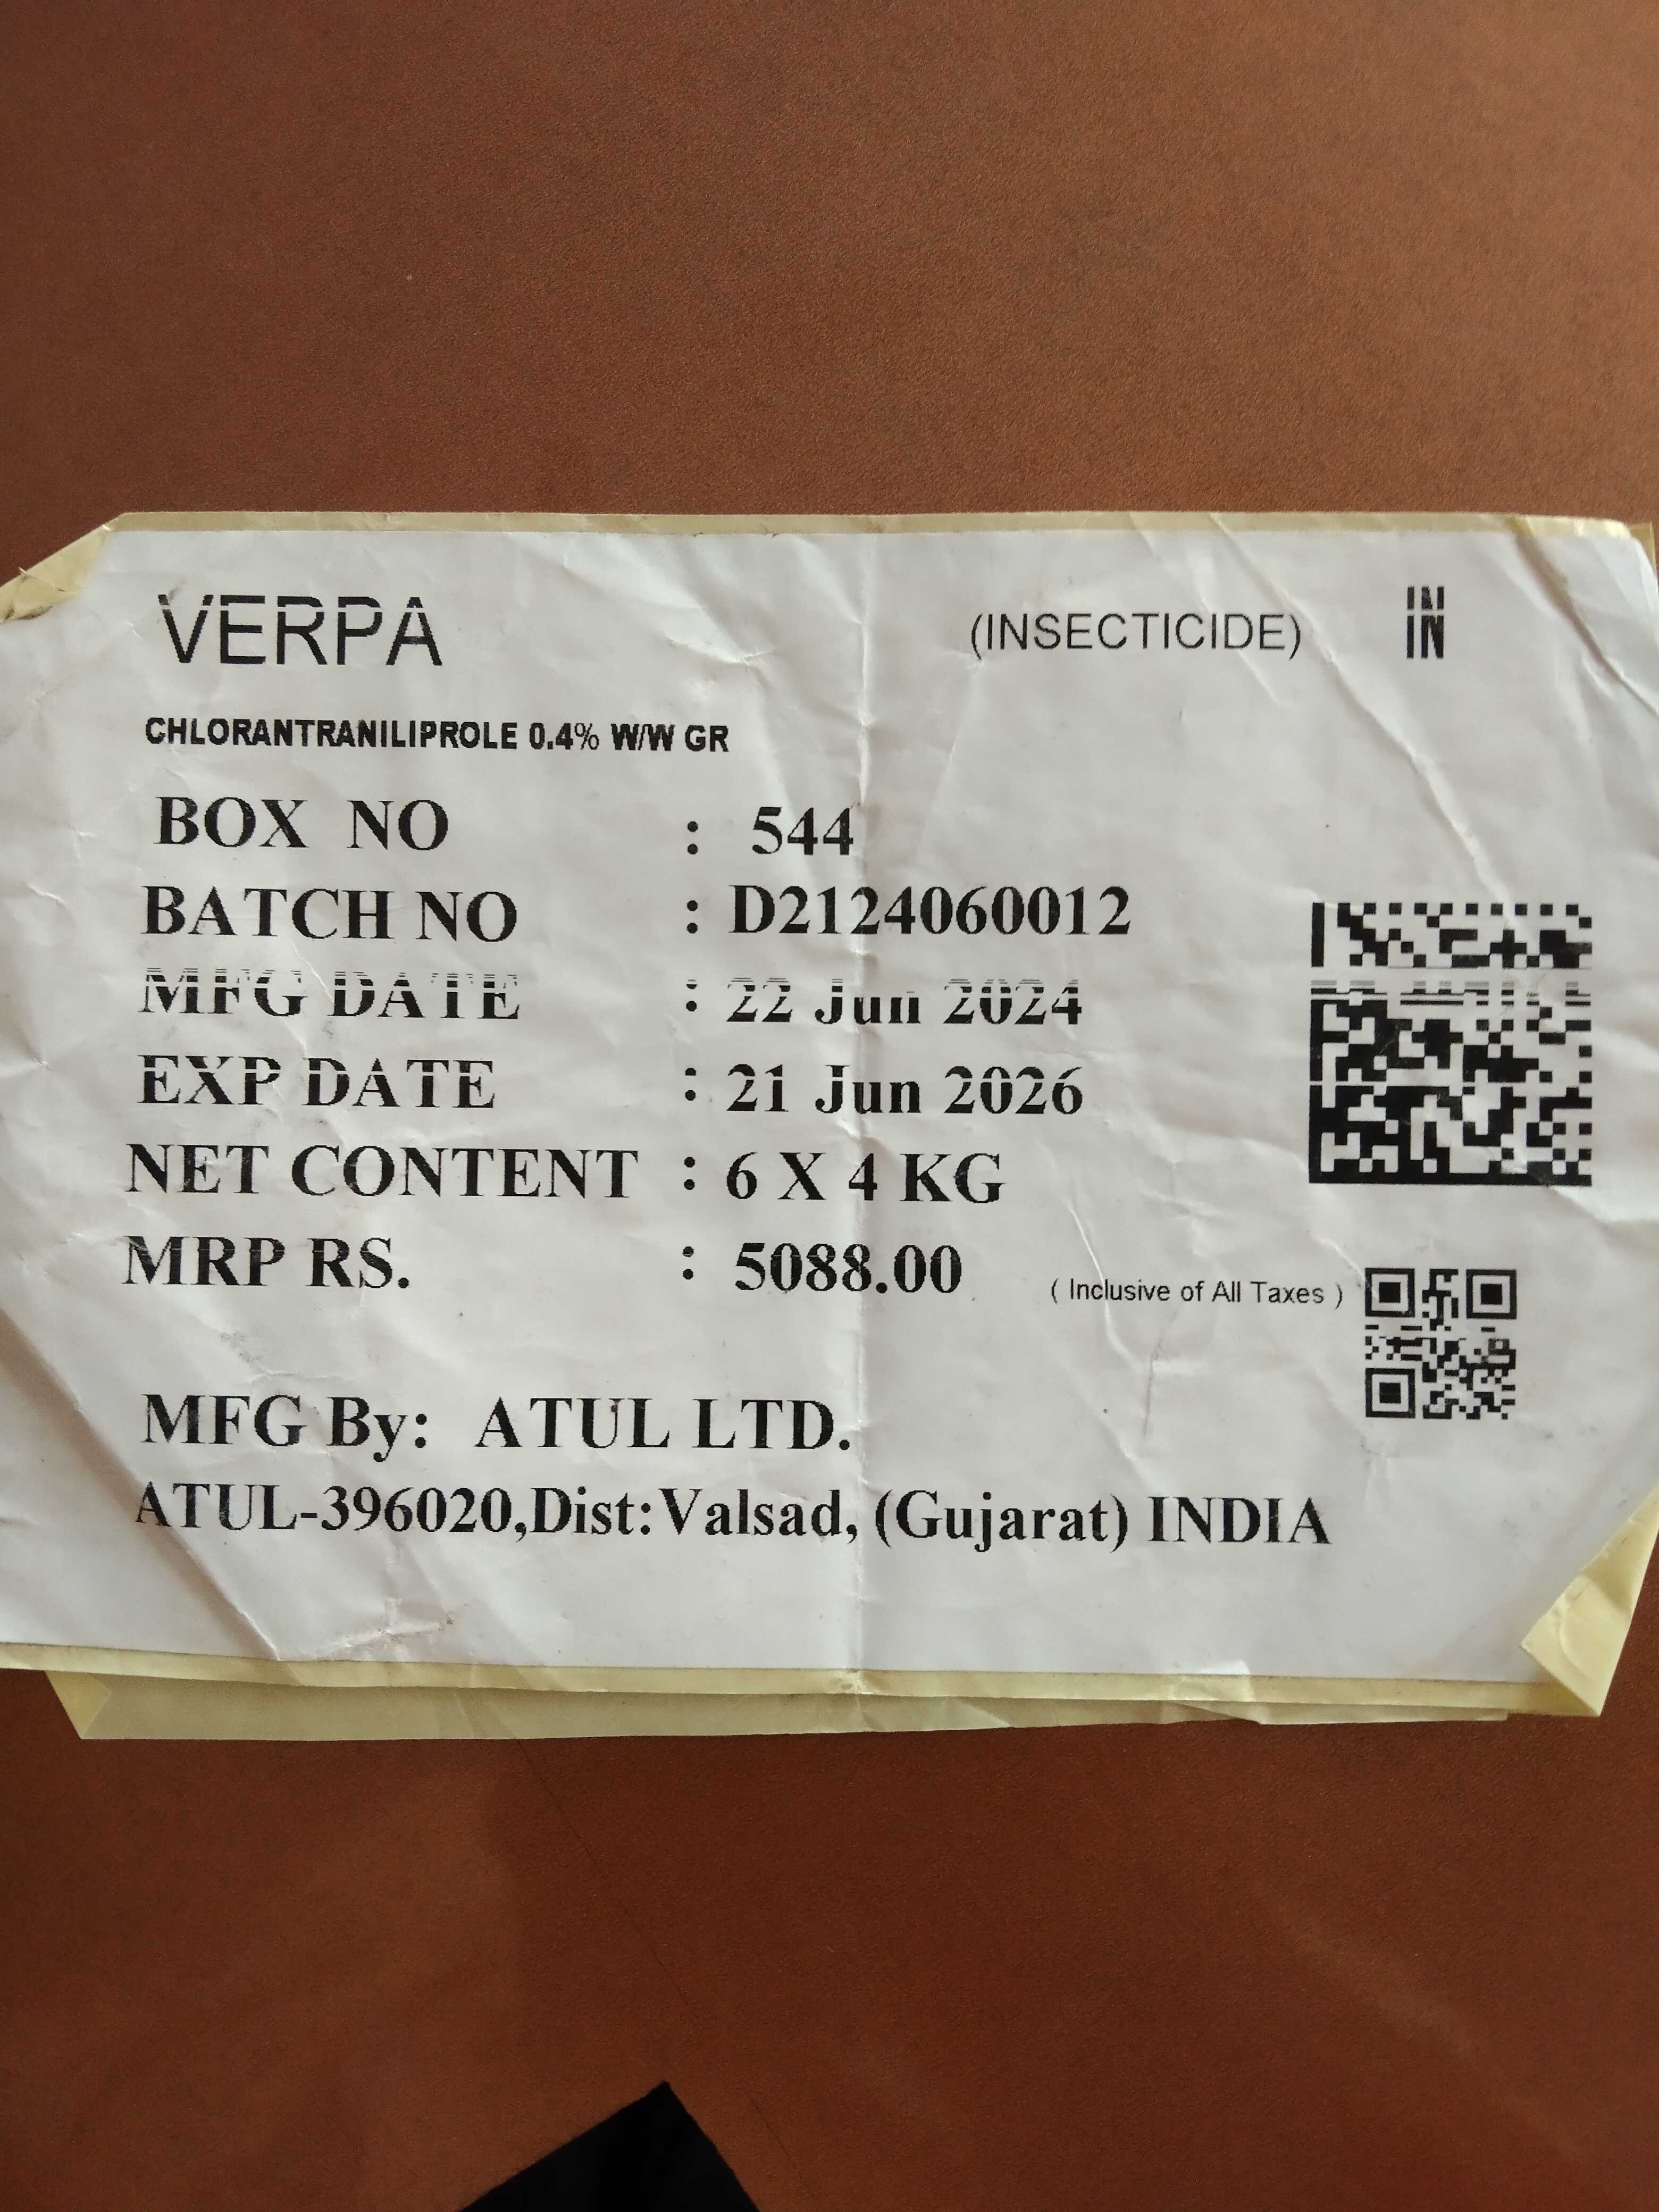 VERPA (INSECTICIDE) IN
CHLORANTRANILIPROLE 0.4% W/W GR
BOX NO : 544
BATCH NO : D2124060012
MFG DATE : 22 Jun 2024
EXP DATE : 21 Jun 2026
NET CONTENT : 6 X 4 KG
MRP RS. : 5088.00 ( Inclusive of All Taxes )
MFG By: ATUL LTD.
ATUL-396020,Dist:Valsad, (Gujarat) INDIA